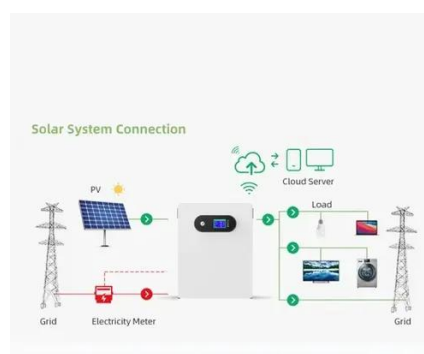 Solar System Connection
PV
Cloud Server
Load
Grid
Electricity Meter
Grid